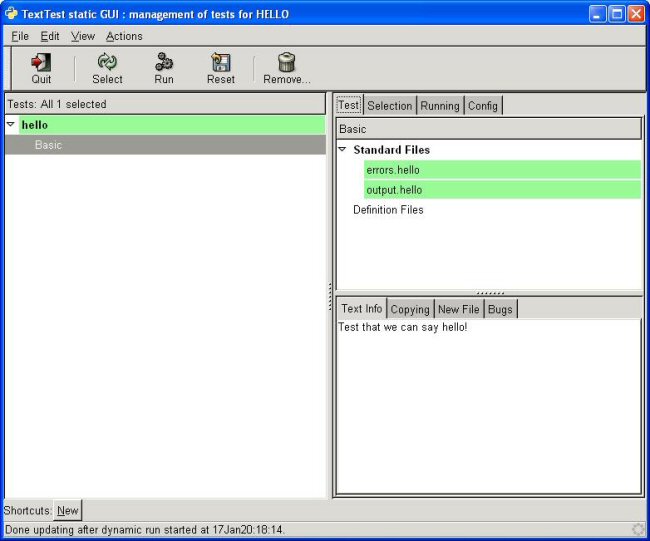 TextTest static GUI : management of tests for HELLO
File Edit View Actions
Quit Select Run Reset Remove...
Tests: All 1 selected
hello
Basic
Test Selection Running Config
Basic
Standard Files
errors.hello
output.hello
Definition Files
Text Info Copying New File Bugs
Test that we can say hello!
Shortcuts: New
Done updating after dynamic run started at 17Jan20:18:14.